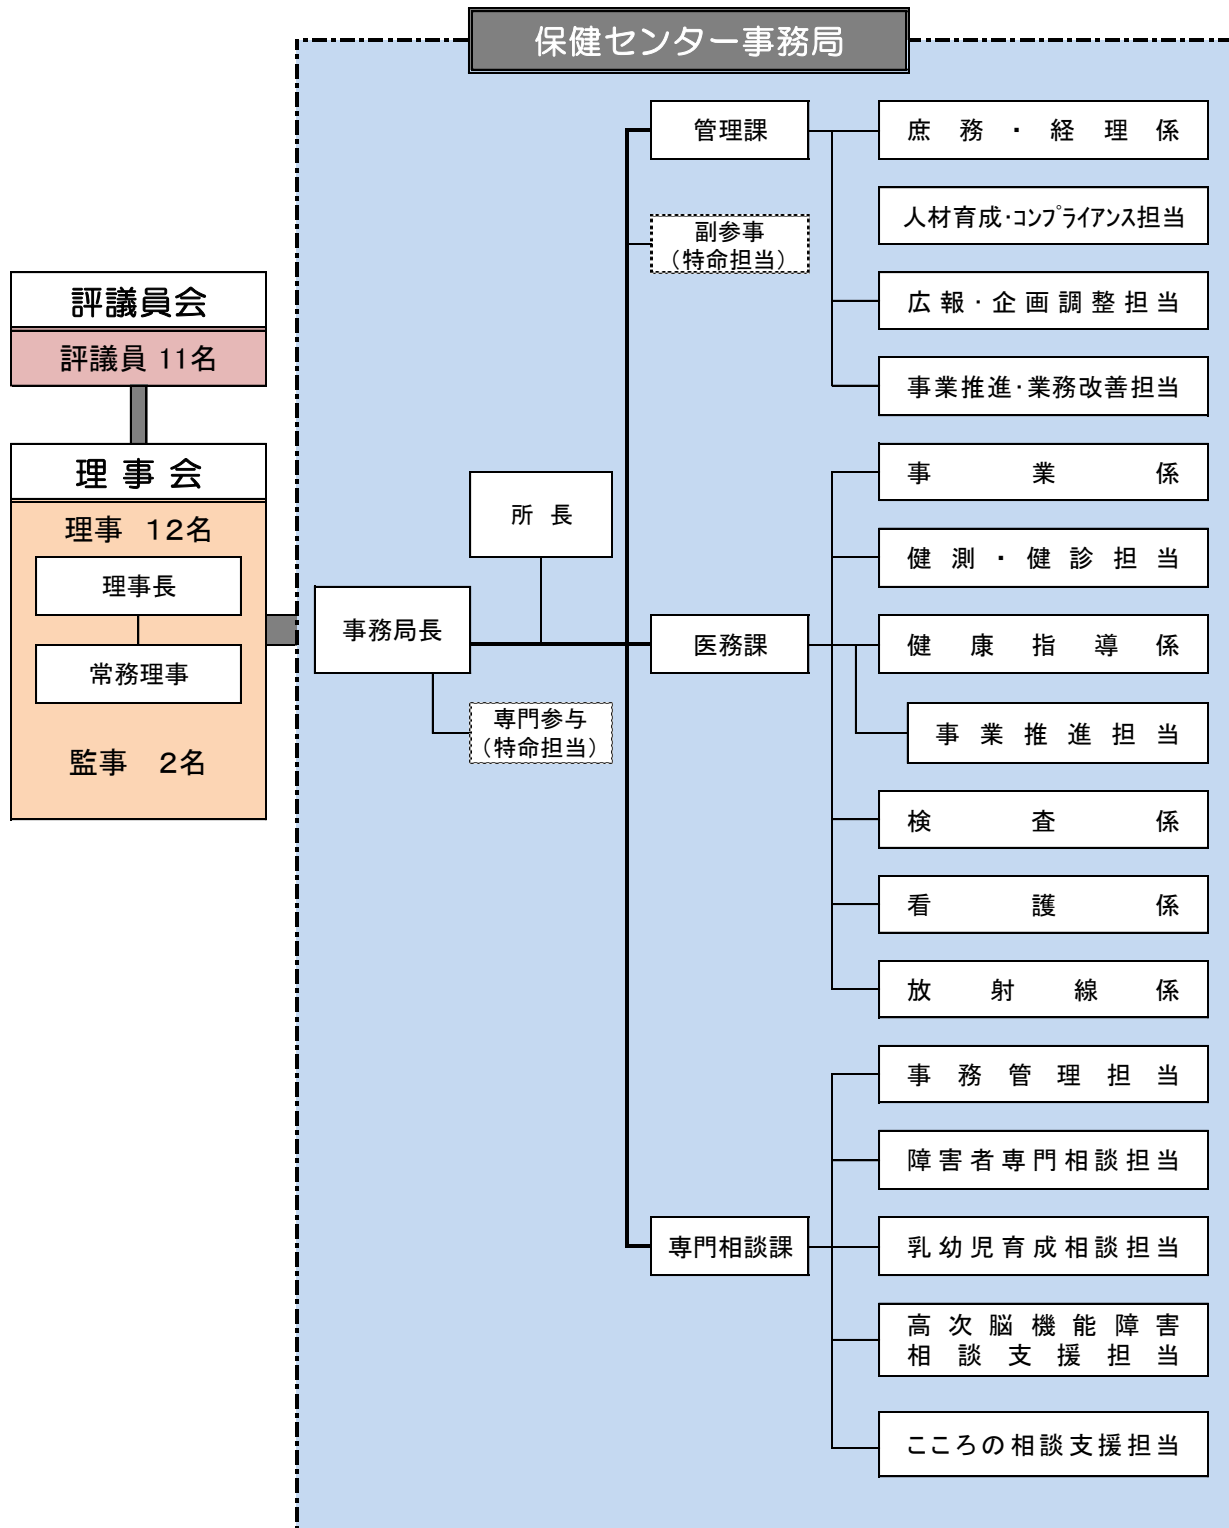 保健センター事務局
評議員会
評議員 11名
理 事 会
理事 12名
理事長
常務理事
監事 2名
事務局長
所 長
専門参与
（特命担当）
管理課
副参事
（特命担当）
医務課
専門相談課
庶務・経理係
人材育成・コンプライアンス担当
広報・企画調整担当
事業推進・業務改善担当
事業係
健測・健診担当
健康指導係
事業推進担当
検査係
看護係
放射線係
事務管理担当
障害者専門相談担当
乳幼児育成相談担当
高次脳機能障害
相談支援担当
こころの相談支援担当